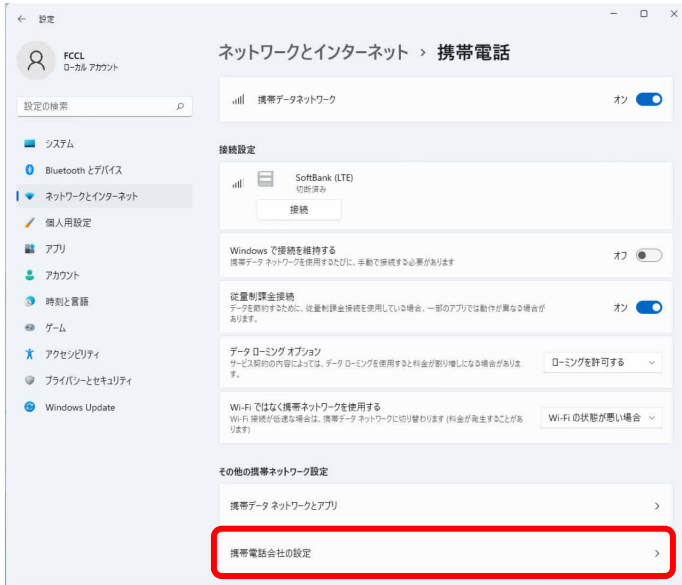 設定
FCCL
ローカル アカウント
設定の検索
システム
Bluetooth とデバイス
ネットワークとインターネット
個人用設定
アプリ
アカウント
時刻と言語
ゲーム
アクセシビリティ
プライバシーとセキュリティ
Windows Update
ネットワークとインターネット › 携帯電話
携帯データネットワーク
オン
接続設定
SoftBank (LTE)
切断済み
接続
Windows で接続を維持する
携帯データ ネットワークを使用するたびに、手動で接続する必要があります
オフ
従量制課金接続
データを節約するために、従量制課金接続を使用している場合、一部のアプリでは動作が異なる場合が
あります。
オン
データ ローミング オプション
サービス契約の内容によっては、データ ローミングを使用すると料金が割り増しになる場合がありま
す。
ローミングを許可する
Wi-Fi ではなく携帯ネットワークを使用する
Wi-Fi 接続が低速な場合は、携帯データ ネットワークに切り替わります (料金が発生することがあ
ります)
Wi-Fi の状態が悪い場合
その他の携帯ネットワーク設定
携帯データ ネットワークとアプリ
携帯電話会社の設定